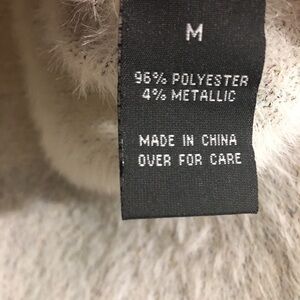 M
96% POLYESTER
4% METALLIC
MADE IN CHINA
OVER FOR CARE